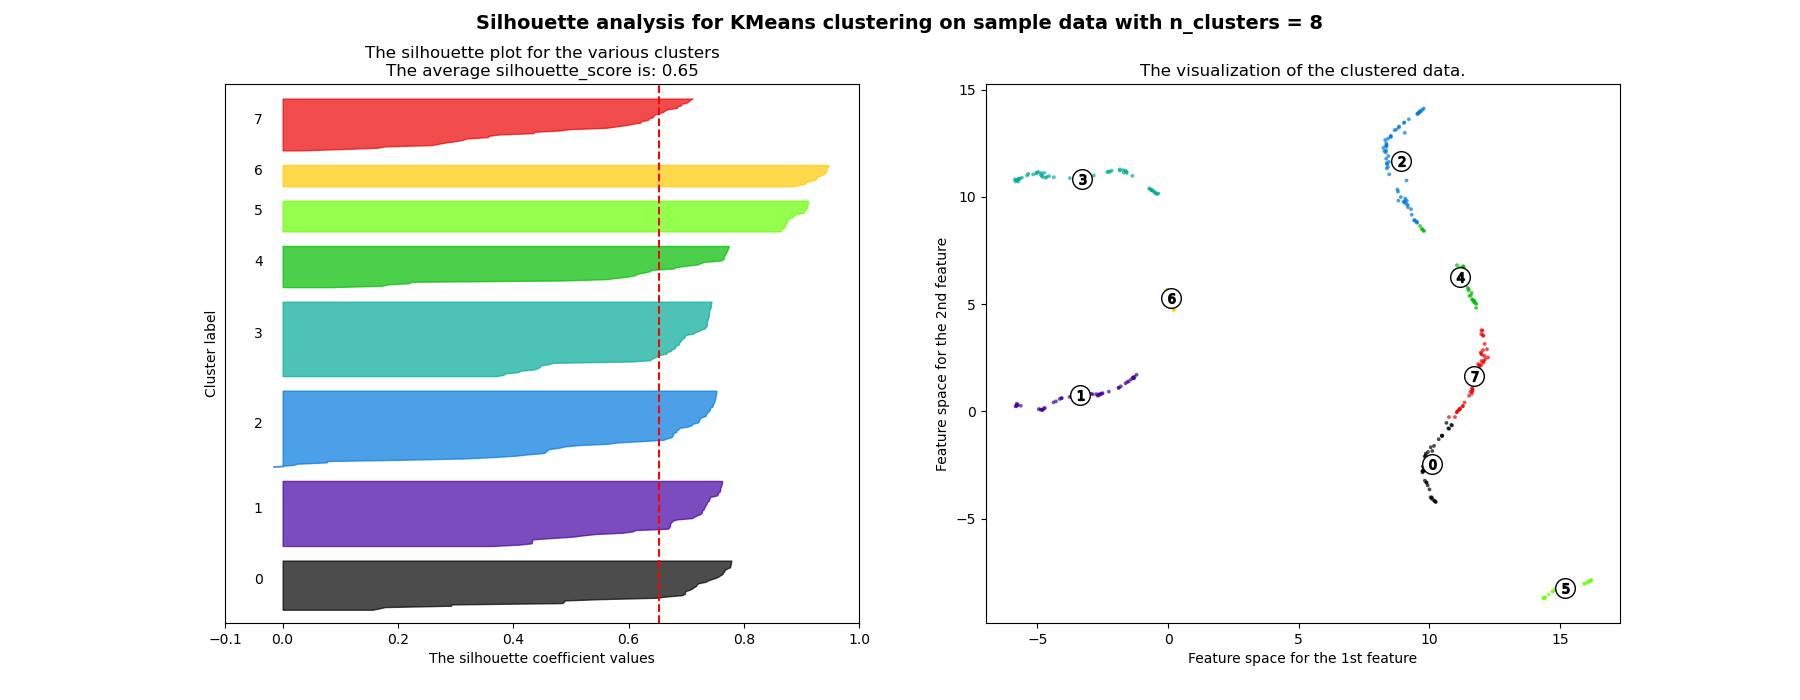 Silhouette analysis for KMeans clustering on sample data with n_clusters = 8
The silhouette plot for the various clusters
The average silhouette_score is: 0.65
7
6
5
4
3
2
1
0
Cluster label
−0.1 0.0 0.2 0.4 0.6 0.8 1.0
The silhouette coefficient values
The visualization of the clustered data.
15
10
5
0
−5
Feature space for the 2nd feature
2
3
4
6
7
1
0
5
−5 0 5 10 15
Feature space for the 1st feature